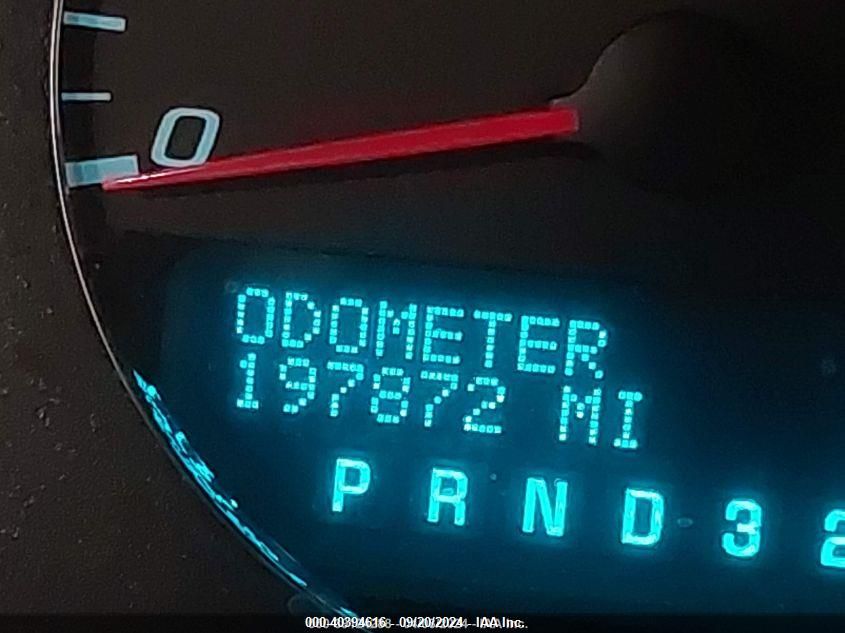 0
ODOMETER
197872 MI
P R N D 3 2
000-40394616 - 09/20/2024 - IAA Inc.